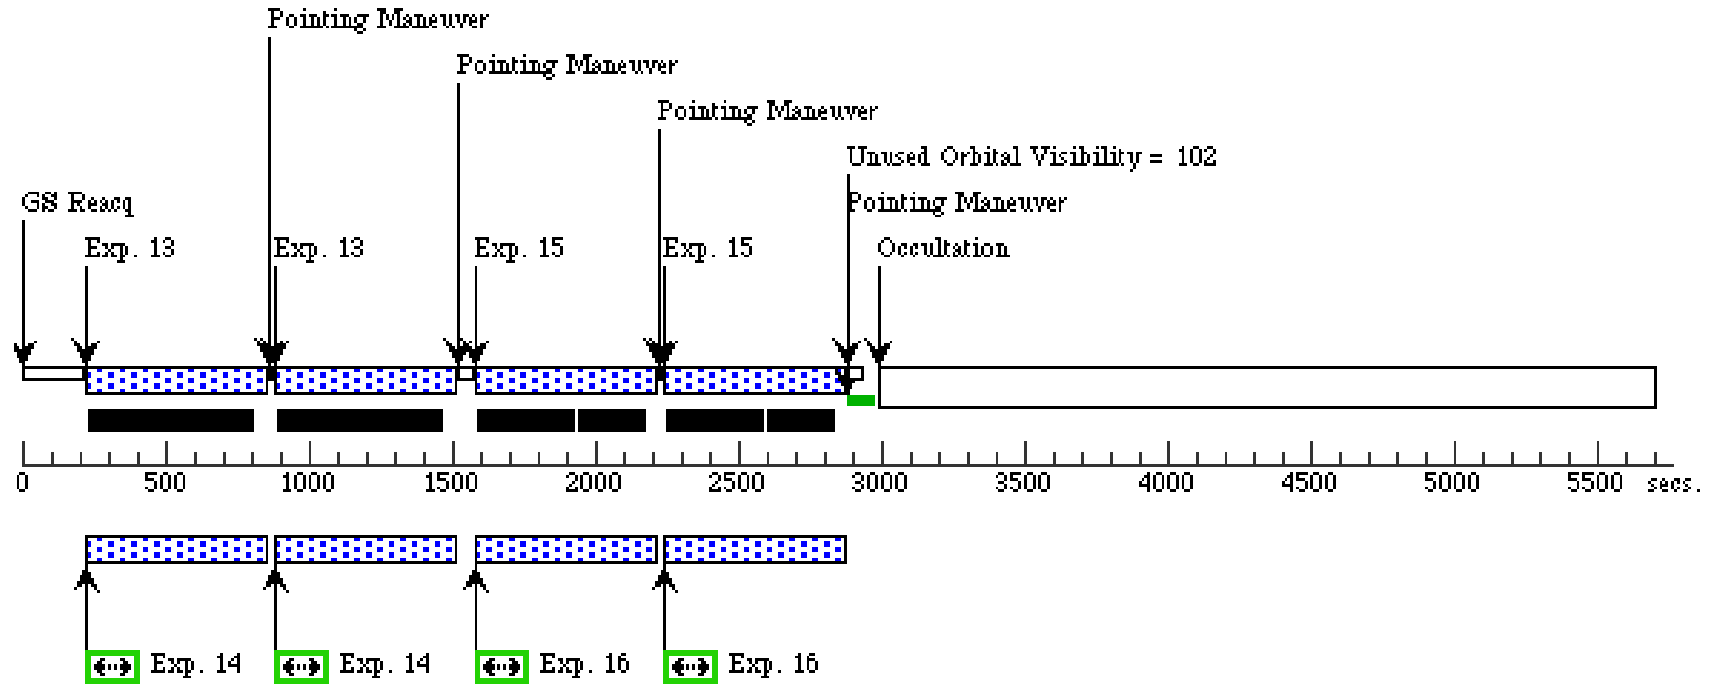 Pointing Maneuver
Pointing Maneuver
Pointing Maneuver
Unused Orbital Visibility = 102
GS Reacq
Pointing Maneuver
Exp. 13
Exp. 13
Exp. 15
Exp. 15
Occultation
0 500 1000 1500 2000 2500 3000 3500 4000 4500 5000 5500 secs.
Exp. 14
Exp. 14
Exp. 16
Exp. 16